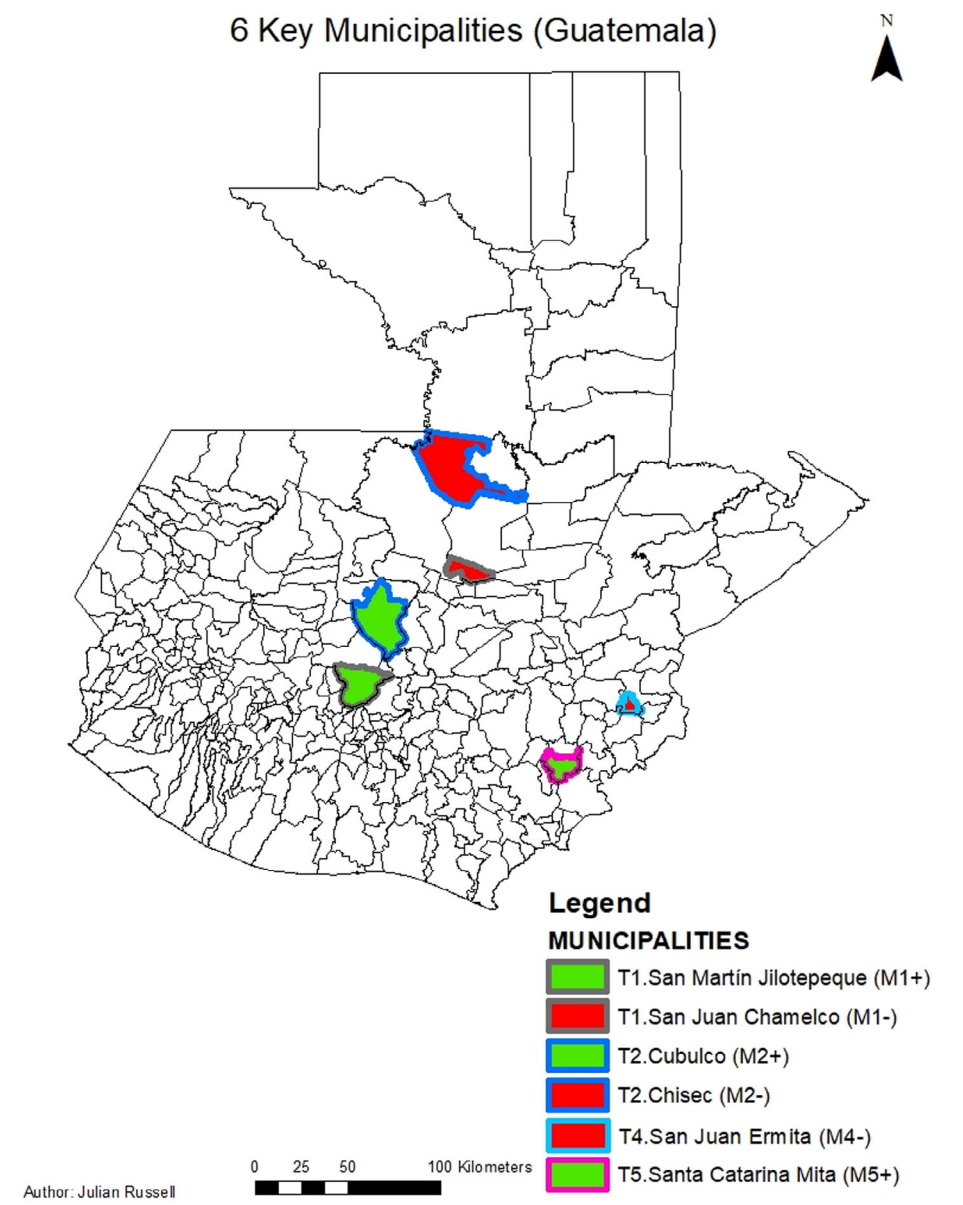 6 Key Municipalities (Guatemala)
N
Legend
MUNICIPALITIES
T1.San Martín Jilotepeque (M1+)
T1.San Juan Chamelco (M1-)
T2.Cubulco (M2+)
T2.Chisec (M2-)
T4.San Juan Ermita (M4-)
T5.Santa Catarina Mita (M5+)
0 25 50 100 Kilometers
Author: Julian Russell